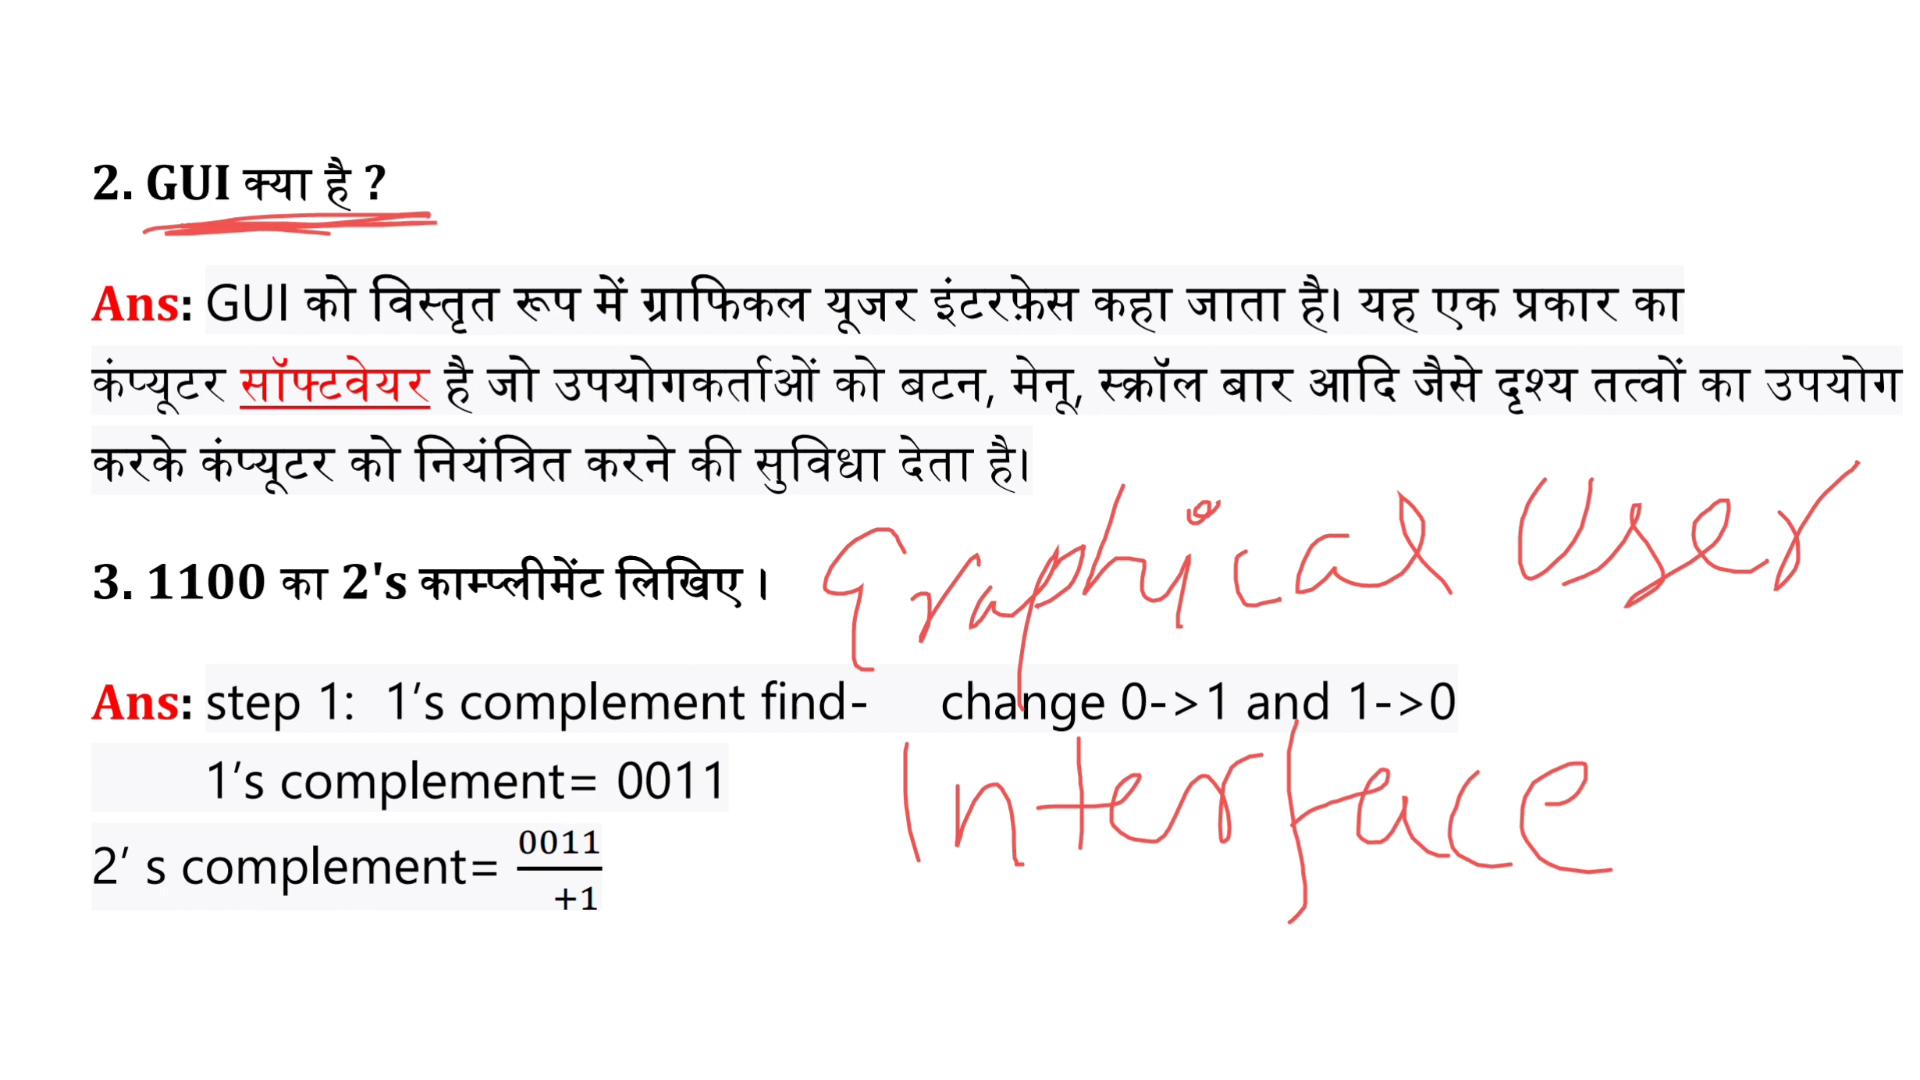 2. GUI क्या है ?
Ans: GUI को विस्तृत रूप में ग्राफिकल यूजर इंटरफ़ेस कहा जाता है। यह एक प्रकार का
कंप्यूटर सॉफ्टवेयर है जो उपयोगकर्ताओं को बटन, मेनू, स्क्रॉल बार आदि जैसे दृश्य तत्वों का उपयोग
करके कंप्यूटर को नियंत्रित करने की सुविधा देता है।
Graphical User
3. 1100 का 2's काम्प्लीमेंट लिखिए ।
Ans: step 1: 1’s complement find- change 0->1 and 1->0
Interface
1’s complement= 0011
2’ s complement= 0011
+1